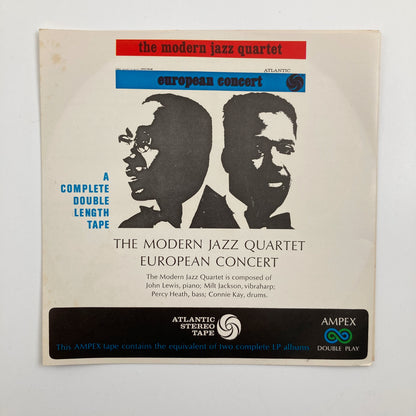 the modern jazz quartet
ATLANTIC
european concert
A
COMPLETE
DOUBLE
LENGTH
TAPE
THE MODERN JAZZ QUARTET
EUROPEAN CONCERT
The Modern Jazz Quartet is composed of
John Lewis, piano; Milt Jackson, vibraharp;
Percy Heath, bass; Connie Kay, drums.
ATLANTIC
STEREO
TAPE
AMPEX
DOUBLE PLAY
This AMPEX tape contains the equivalent of two complete LP albums